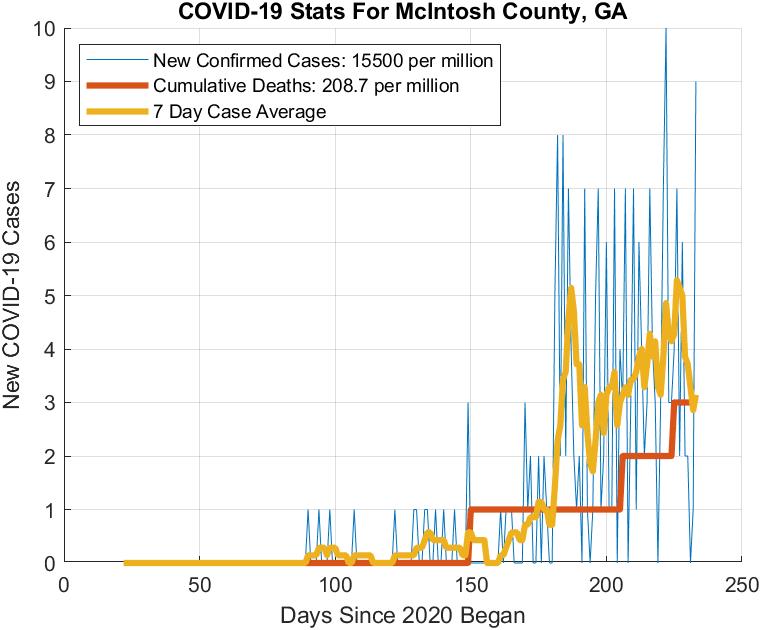 COVID-19 Stats For McIntosh County, GA
New Confirmed Cases: 15500 per million
Cumulative Deaths: 208.7 per million
7 Day Case Average
New COVID-19 Cases
10
9
8
7
6
5
4
3
2
1
0
0 50 100 150 200 250
Days Since 2020 Began